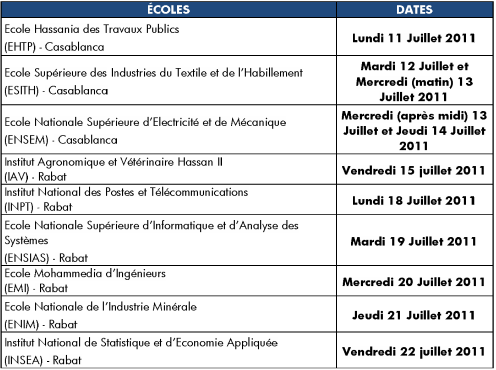 ÉCOLES DATES
Ecole Hassania des Travaux Publics
(EHTP) - Casablanca
Lundi 11 Juillet 2011
Ecole Supérieure des Industries du Textile et de l’Habillement
(ESITH) - Casablanca
Mardi 12 Juillet et
Mercredi (matin) 13
Juillet 2011
Ecole Nationale Supérieure d’Electricité et de Mécanique
(ENSEM) - Casablanca
Mercredi (après midi) 13
Juillet et Jeudi 14 Juillet
2011
Institut Agronomique et Vétérinaire Hassan II
(IAV) - Rabat
Vendredi 15 juillet 2011
Institut National des Postes et Télécommunications
(INPT) - Rabat
Lundi 18 Juillet 2011
Ecole Nationale Supérieure d’Informatique et d’Analyse des
Systèmes
(ENSIAS) - Rabat
Mardi 19 Juillet 2011
Ecole Mohammedia d’Ingénieurs
(EMI) - Rabat
Mercredi 20 Juillet 2011
Ecole Nationale de l’Industrie Minérale
(ENIM) - Rabat
Jeudi 21 Juillet 2011
Institut National de Statistique et d’Economie Appliquée
(INSEA) - Rabat
Vendredi 22 juillet 2011